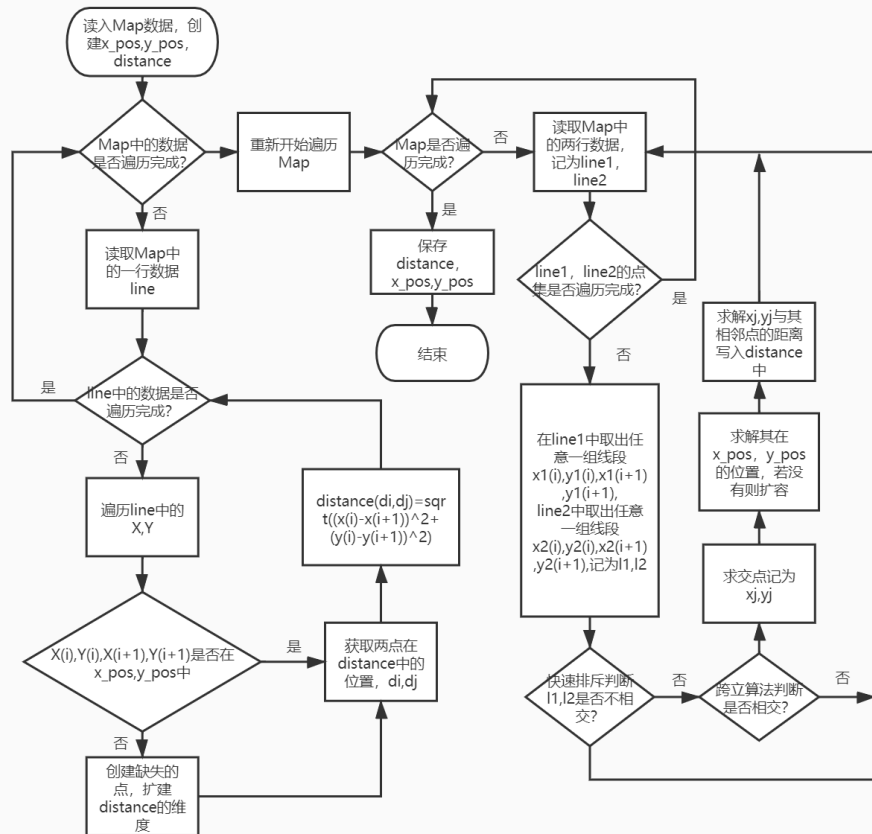 读入Map数据，创
建x_pos,y_pos，
distance
Map中的数据
是否遍历完成？
重新开始遍历
Map
Map是否遍
历完成？
否
读取Map中
的两行数据，
记为line1，
line2
否
是
读取Map中
的一行数据
line
保存
distance，
x_pos,y_pos
line1，line2的点
集是否遍历完成？
是
结束
否
求解xj,yj与其
相邻点的距离
写入distance
中
是
line中的数据是否
遍历完成？
否
在line1中取出任
意一组线段
x1(i),y1(i),x1(i+1)
,y1(i+1),
line2中取出任意
一组线段
x2(i),y2(i),x2(i+1)
,y2(i+1),记为l1,l2
求解其在
x_pos，y_pos
的位置，若没
有则扩容
遍历line中的
X,Y
distance(di,dj)=sqr
t((x(i)-x(i+1))^2+
(y(i)-y(i+1))^2)
求交点记为
xj,yj
X(i),Y(i),X(i+1),Y(i+1)是否在
x_pos,y_pos中
是
获取两点在
distance中的
位置，di,dj
快速排斥判断
l1,l2是否不相
交？
否
跨立算法判断
是否相交？
否
否
创建缺失的
点，扩建
distance的维
度